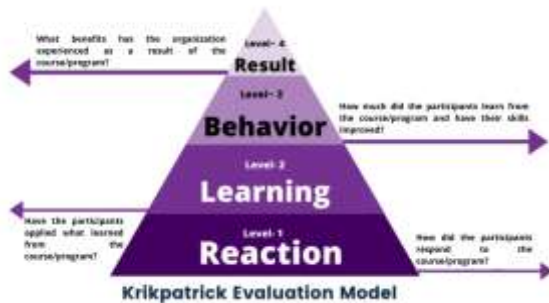 What benefits has the organization
experienced as a result of the
course/program?
Level- 4
Result
Level- 3
Behavior
How much did the participants learn from
the course/program and have their skills
improved?
Level- 2
Learning
Have the participants
applied what learned
from the
course/program?
Level- 1
Reaction
How did the participants
respond to the
course/program?
Krikpatrick Evaluation Model